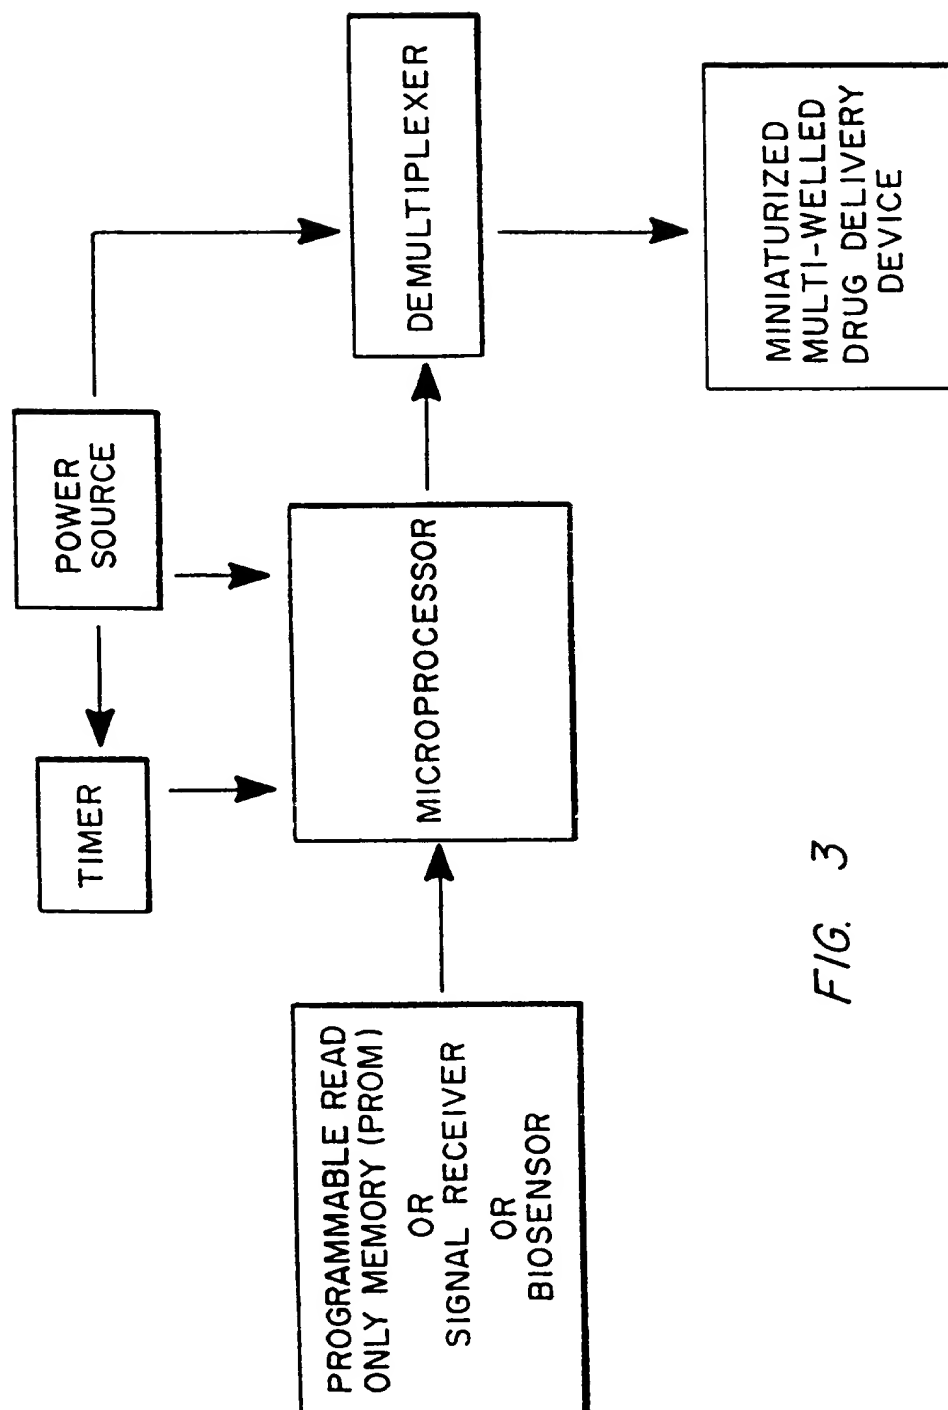 TIMER
POWER
SOURCE
PROGRAMMABLE READ
ONLY MEMORY (PROM)
OR
SIGNAL RECEIVER
OR
BIOSENSOR
MICROPROCESSOR
DEMULTIPLEXER
MINIATURIZED
MULTI-WELLED
DRUG DELIVERY
DEVICE
FIG. 3